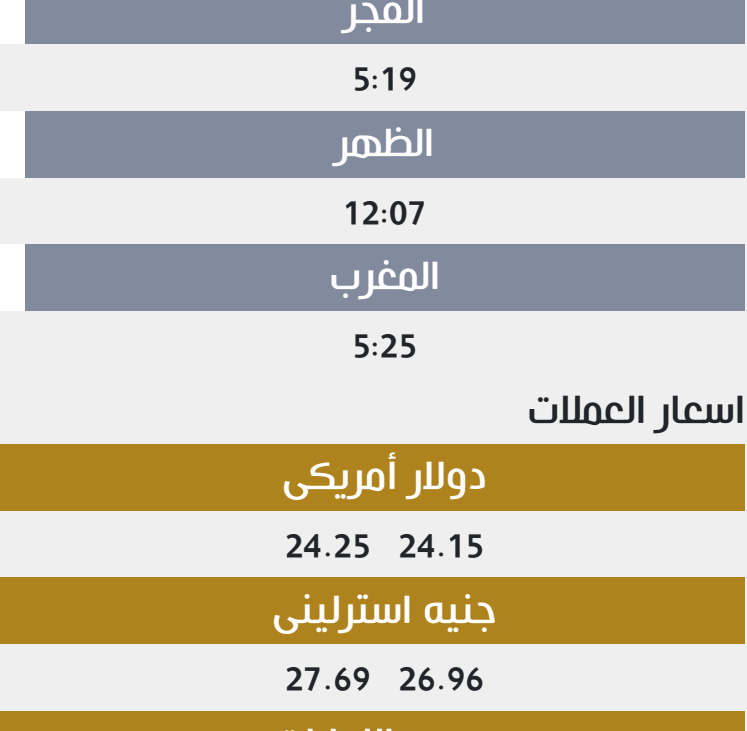 الفجر
5:19
الظهر
12:07
المغرب
5:25
اسعار العملات
دولار أمريكى
24.15 24.25
جنيه استرلينى
26.96 27.69